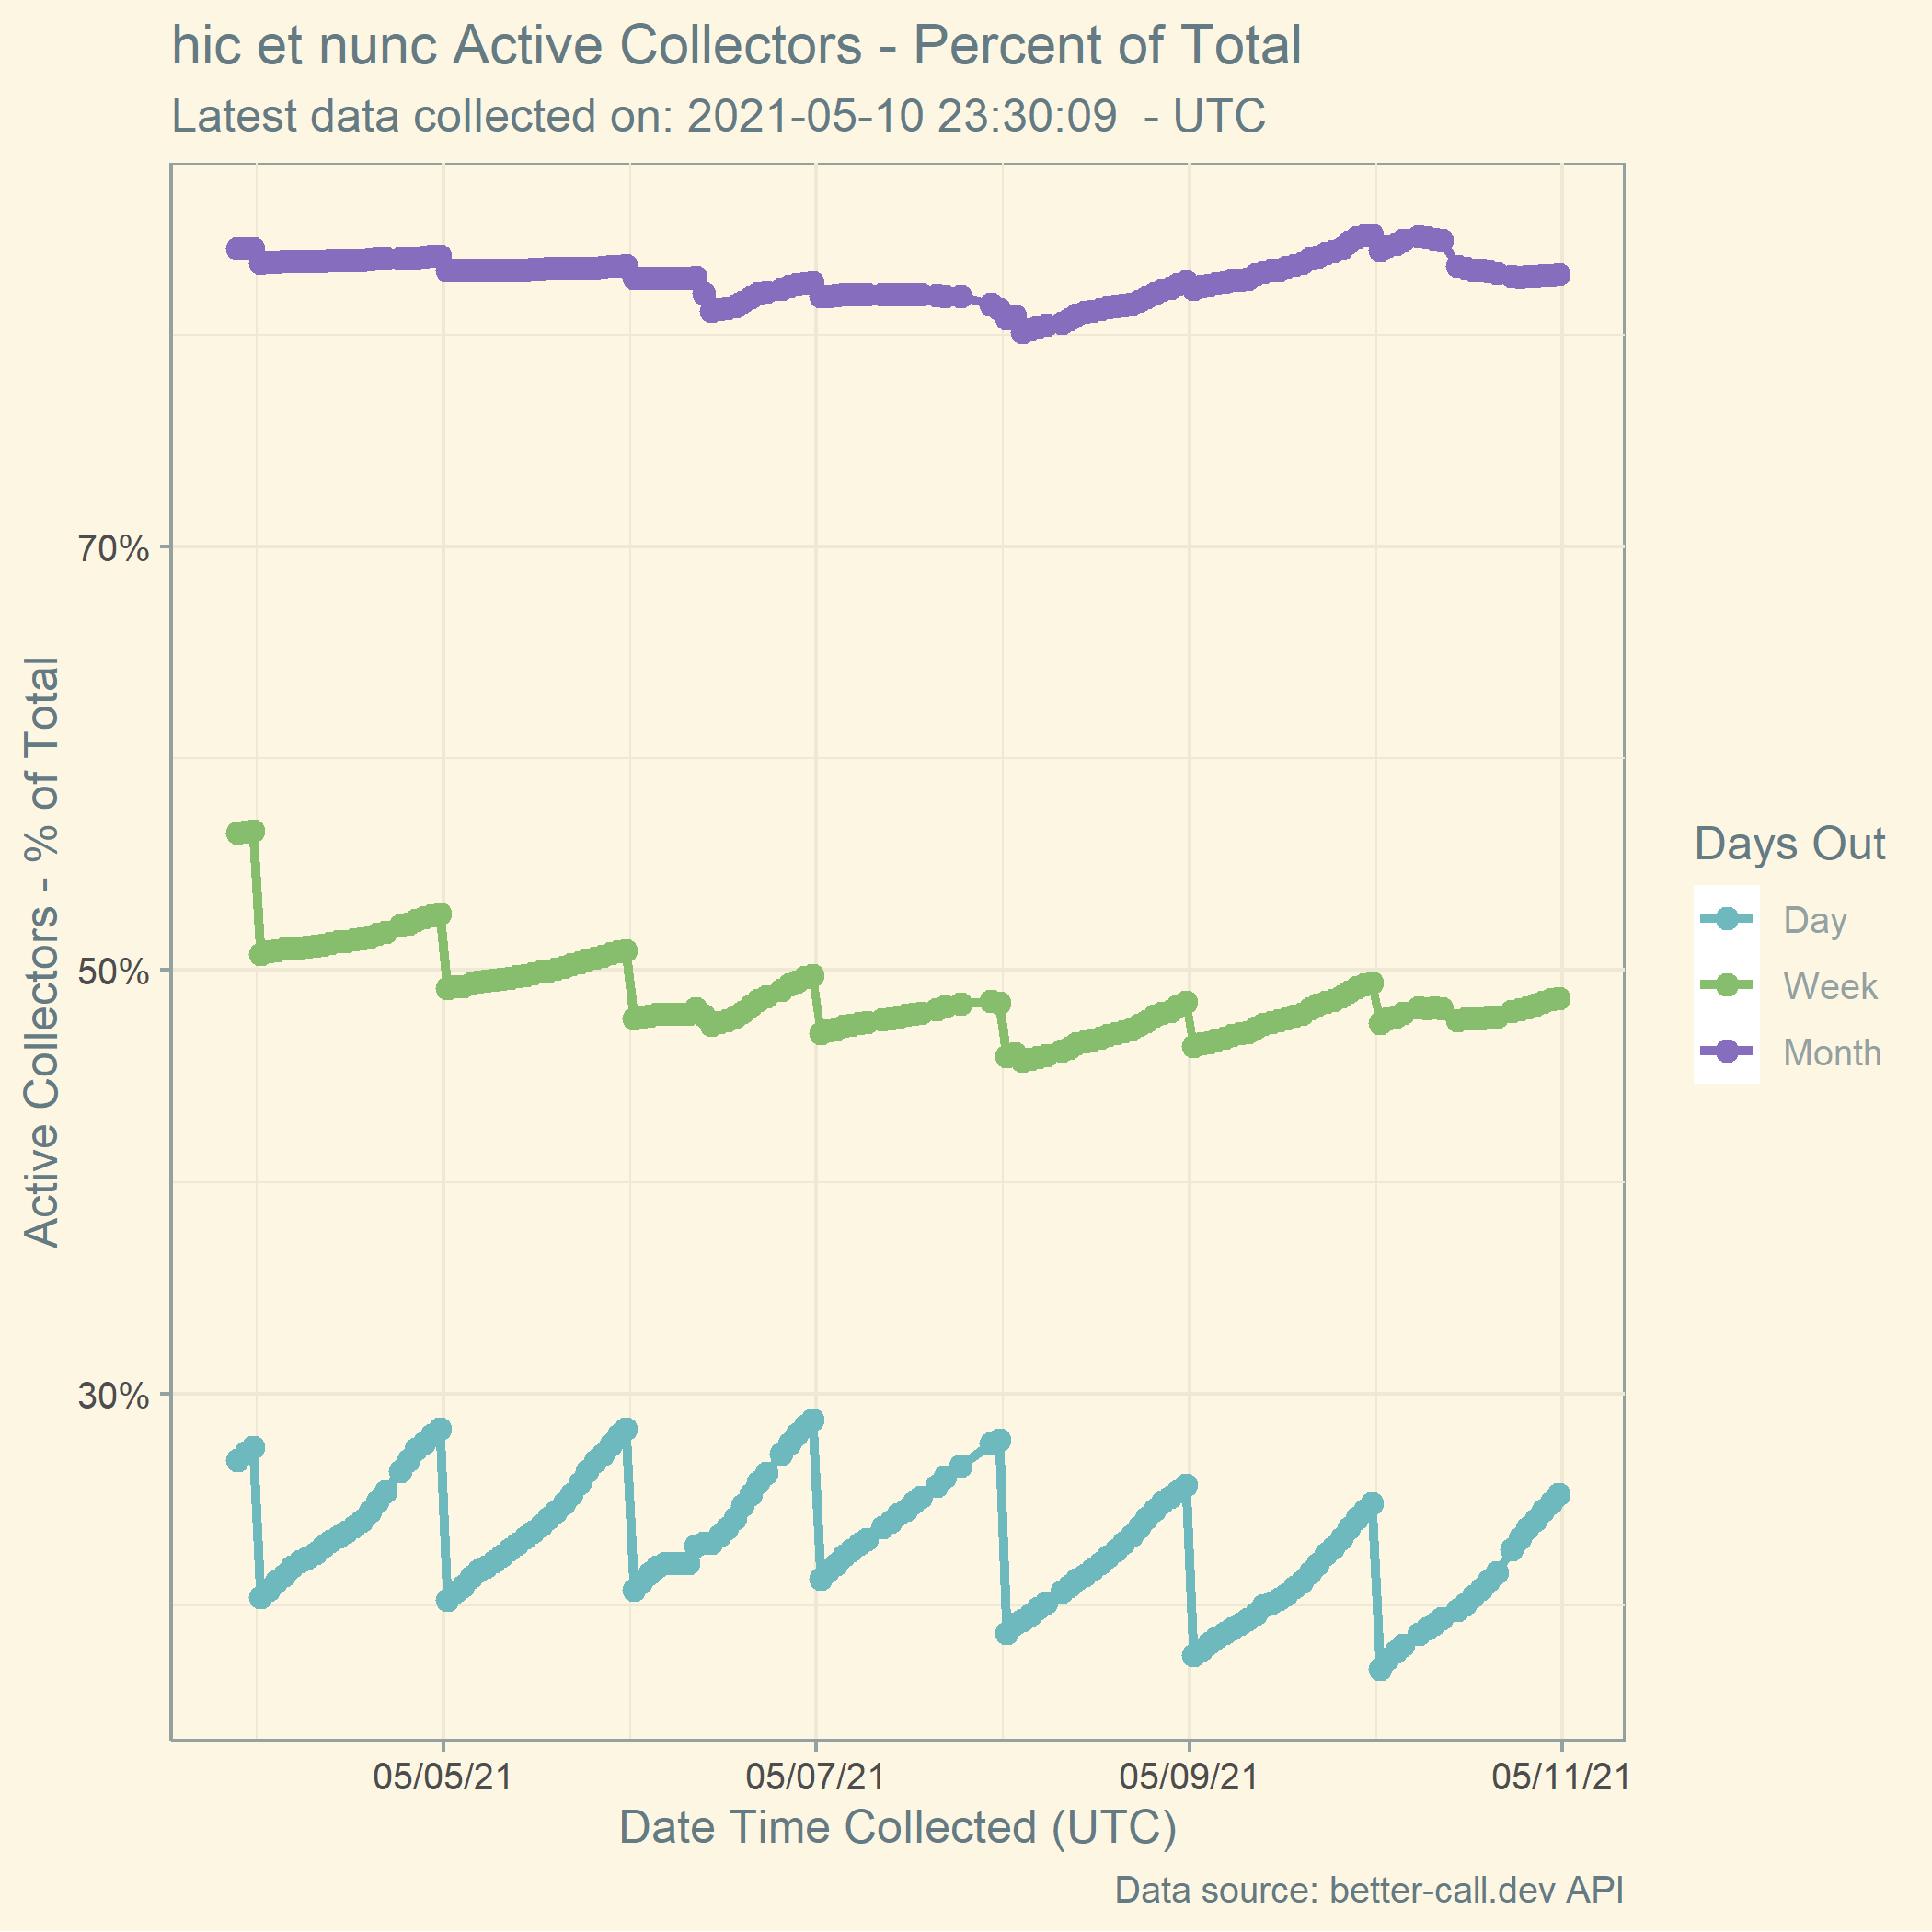 hic et nunc Active Collectors - Percent of Total
Latest data collected on: 2021-05-10 23:30:09  - UTC
Active Collectors - % of Total
70%
50%
30%
05/05/21
05/07/21
05/09/21
05/11/21
Date Time Collected (UTC)
Days Out
Day
Week
Month
Data source: better-call.dev API